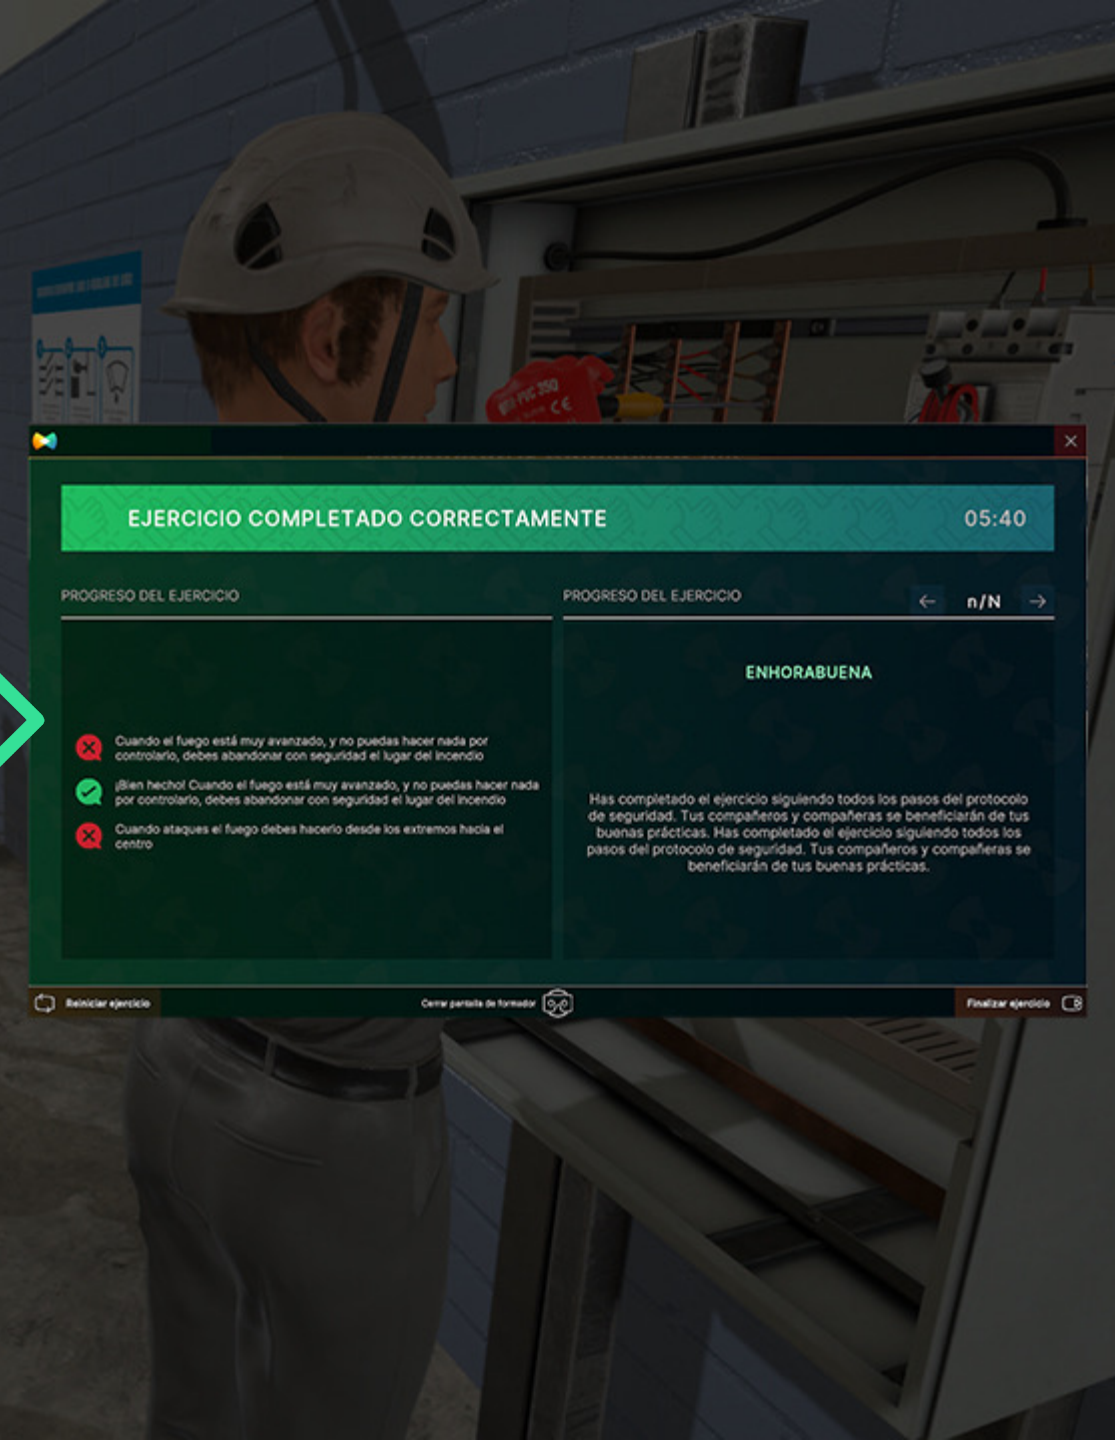 MTV-PVC 350
CE
EJERCICIO COMPLETADO CORRECTAMENTE
05:40
PROGRESO DEL EJERCICIO
PROGRESO DEL EJERCICIO
← n/N →
ENHORABUENA
Cuando el fuego está muy avanzado, y no puedas hacer nada por
controlarlo, debes abandonar con seguridad el lugar del incendio
¡Bien hecho! Cuando el fuego está muy avanzado, y no puedas hacer nada
por controlarlo, debes abandonar con seguridad el lugar del incendio
Cuando ataques el fuego debes hacerlo desde los extremos hacia el
centro
Has completado el ejercicio siguiendo todos los pasos del protocolo
de seguridad. Tus compañeros y compañeras se beneficiarán de tus
buenas prácticas. Has completado el ejercicio siguiendo todos los
pasos del protocolo de seguridad. Tus compañeros y compañeras se
beneficiarán de tus buenas prácticas.
Reiniciar ejercicio
Cerrar pantalla de formador
Finalizar ejercicio